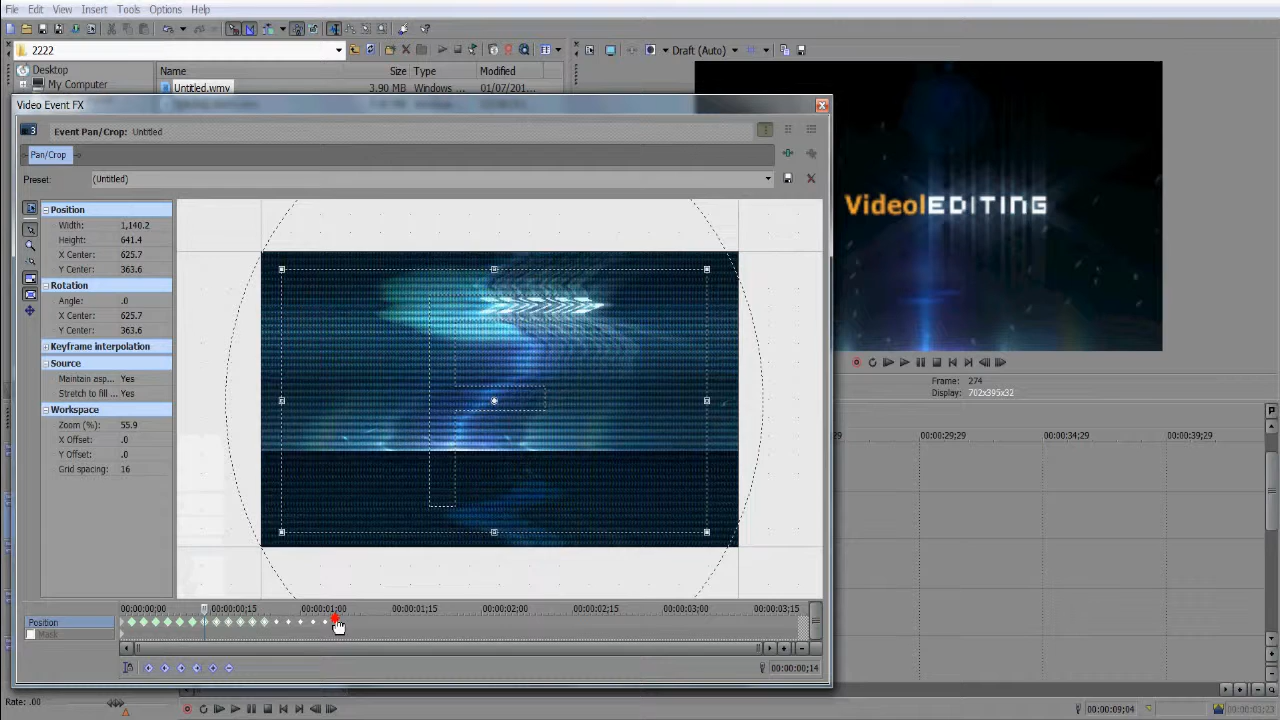 File Edit View Insert Tools Options Help
2222
Draft (Auto)
Desktop
My Computer
Name Size Type Modified
Untitled.wmv 3.90 MB Windows ... 01/07/201...
Video Event FX
Event Pan/Crop: Untitled
Pan/Crop
Preset: (Untitled)
Position
Width: 1,140.2
Height: 641.4
X Center: 625.7
Y Center: 363.6
Rotation
Angle: .0
X Center: 625.7
Y Center: 363.6
Keyframe interpolation
Source
Maintain asp... Yes
Stretch to fill ... Yes
Workspace
Zoom (%): 55.9
X Offset: .0
Y Offset: .0
Grid spacing: 16
VideoIEDITING
Frame: 274
Display: 702x395x32
P
00:00:29;29 00:00:34;29
00:00:00:00 00:00:00:15 00:00:01:00 00:00:01:15 00:00:02:00 00:00:02:15 00:00:03:00 00:00:03:15
Position
Mask
00:00:00;14
Rate: .00
00:00:09;04
00:00:03;23